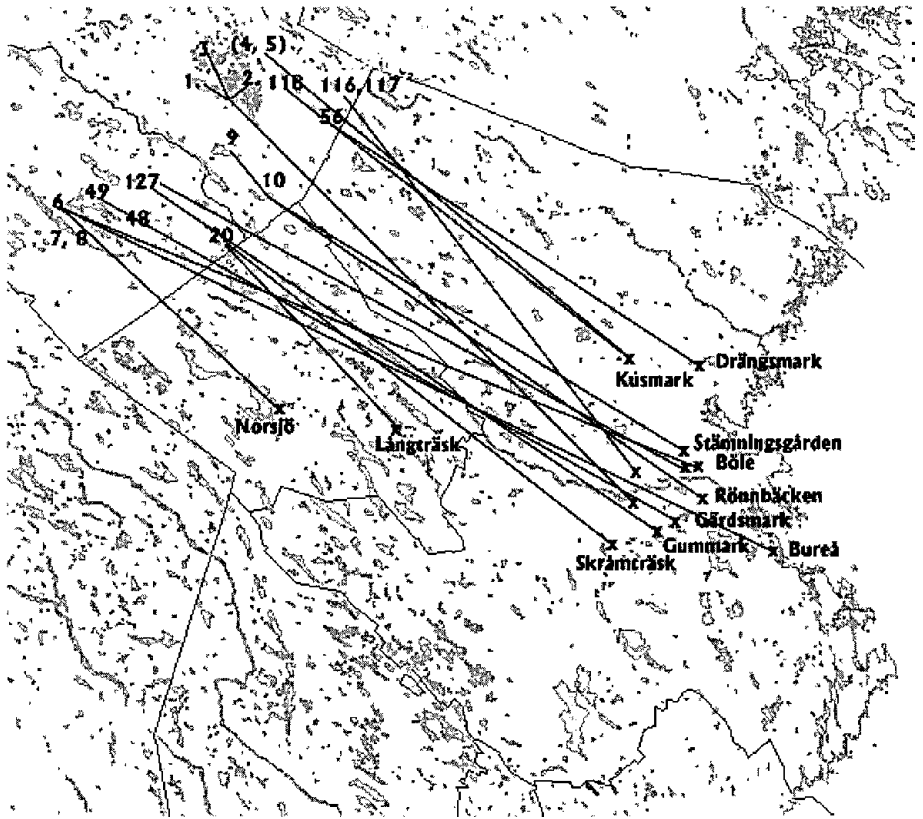 3 (4, 5)
1 2 118 116, 117
56
9
10
49 127
6 48
7, 8 20
Kusmark Drängsmark
Norsjö
Långträsk
Stämningsgården
Böle
Rönnbäcken
Gärdsmark
Gummark Bureå
Skråmträsk